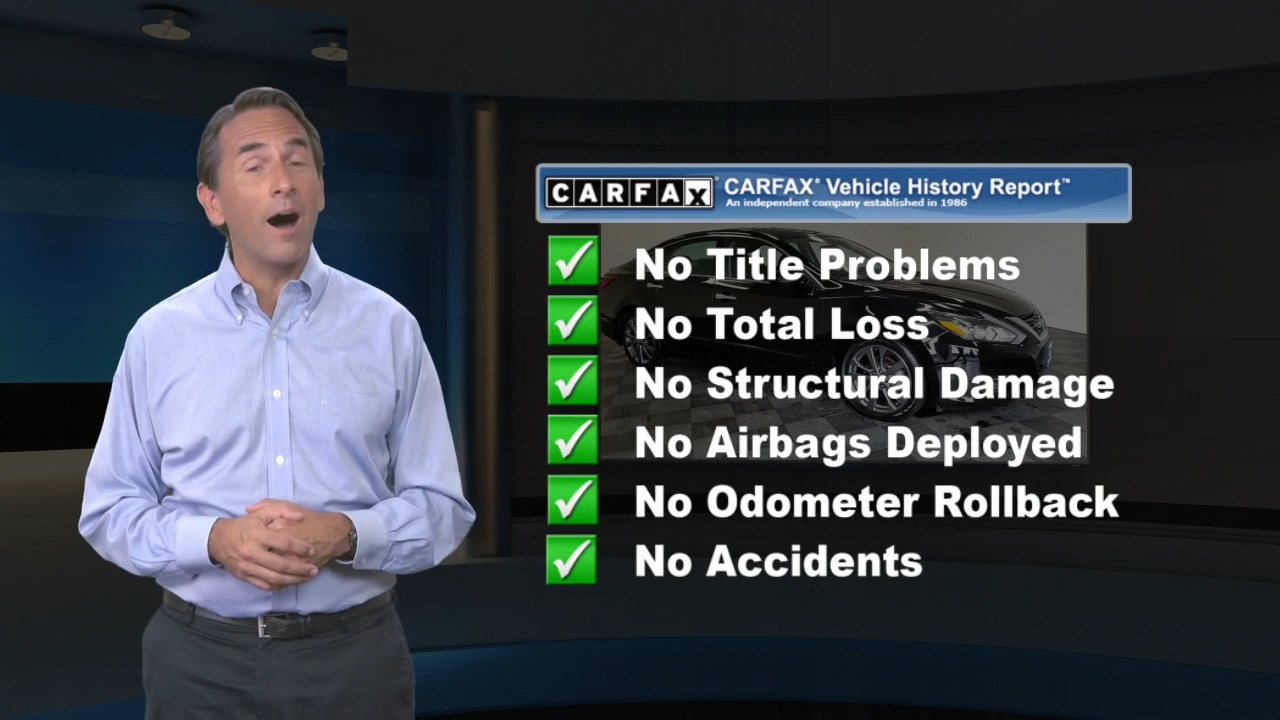 CARFAX® CARFAX® Vehicle History Report™
An independent company established in 1986
No Title Problems
No Total Loss
No Structural Damage
No Airbags Deployed
No Odometer Rollback
No Accidents